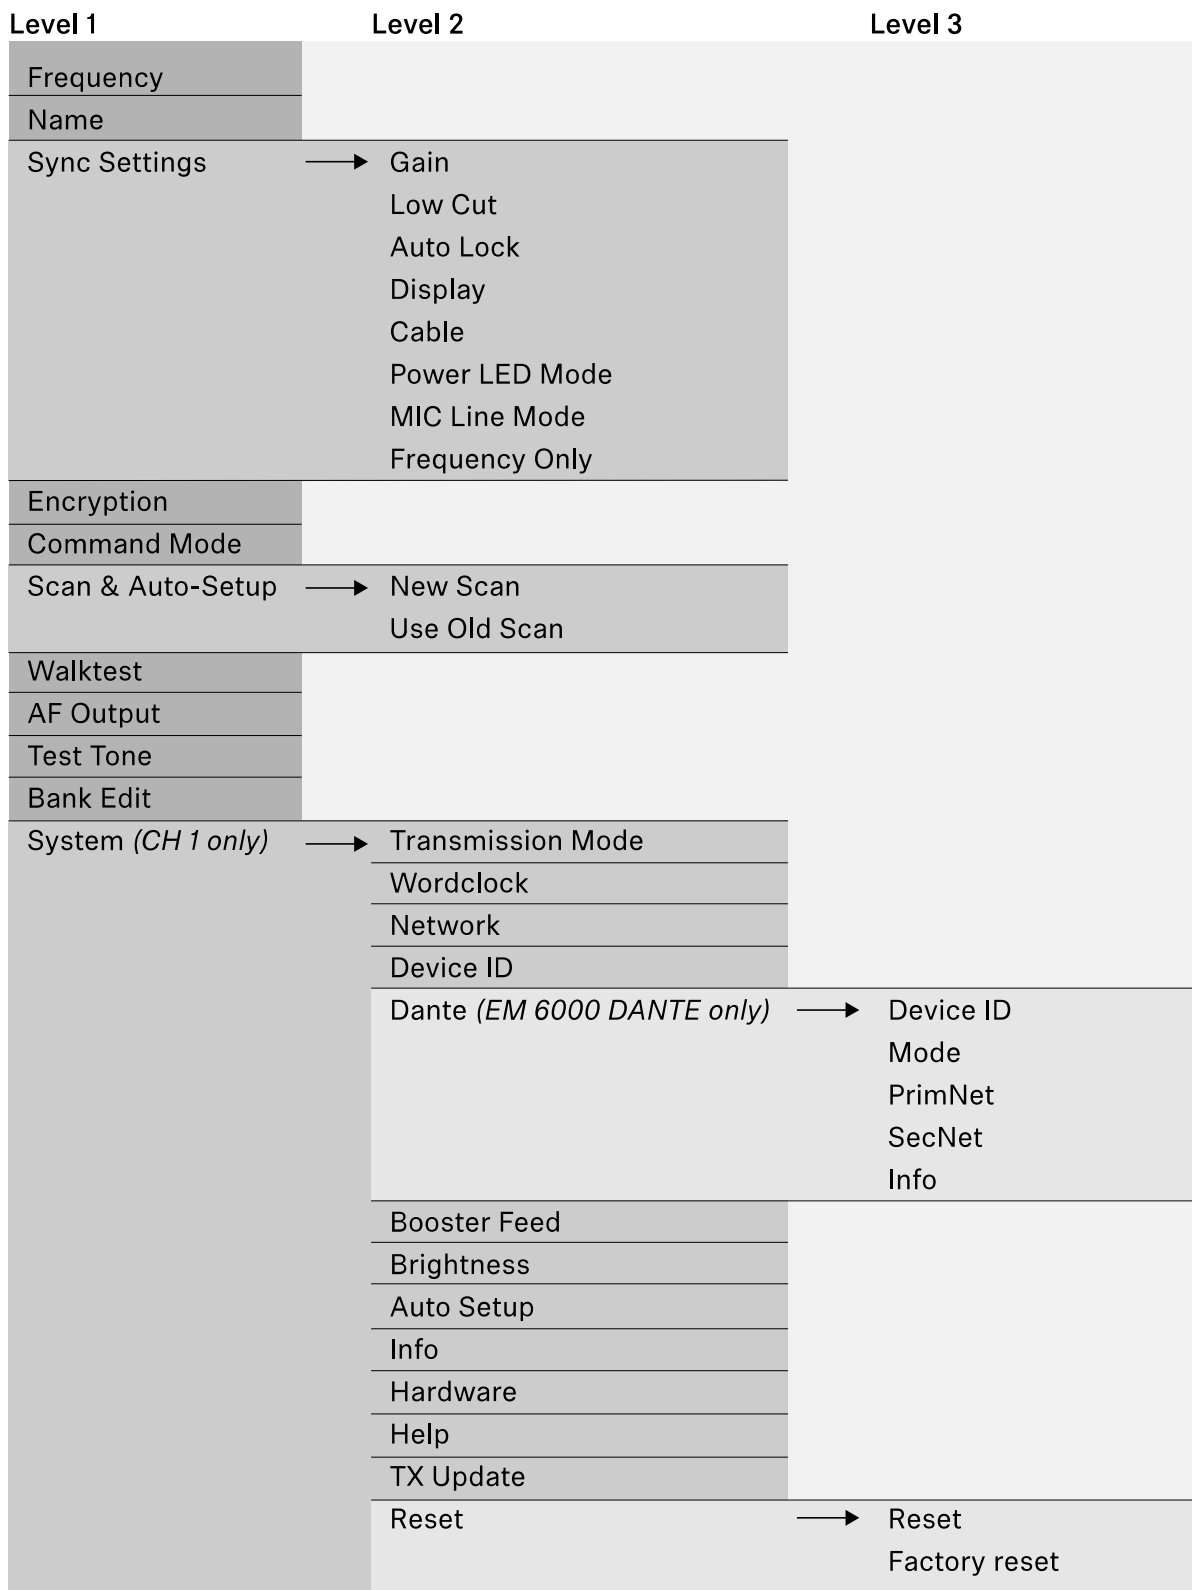 Level 1 Level 2 Level 3
Frequency
Name
Sync Settings Gain
Low Cut
Auto Lock
Display
Cable
Power LED Mode
MIC Line Mode
Frequency Only
Encryption
Command Mode
Scan & Auto-Setup New Scan
Use Old Scan
Walktest
AF Output
Test Tone
Bank Edit
System (CH 1 only) Transmission Mode
Wordclock
Network
Device ID
Dante (EM 6000 DANTE only) Device ID
Mode
PrimNet
SecNet
Info
Booster Feed
Brightness
Auto Setup
Info
Hardware
Help
TX Update
Reset Reset
Factory reset